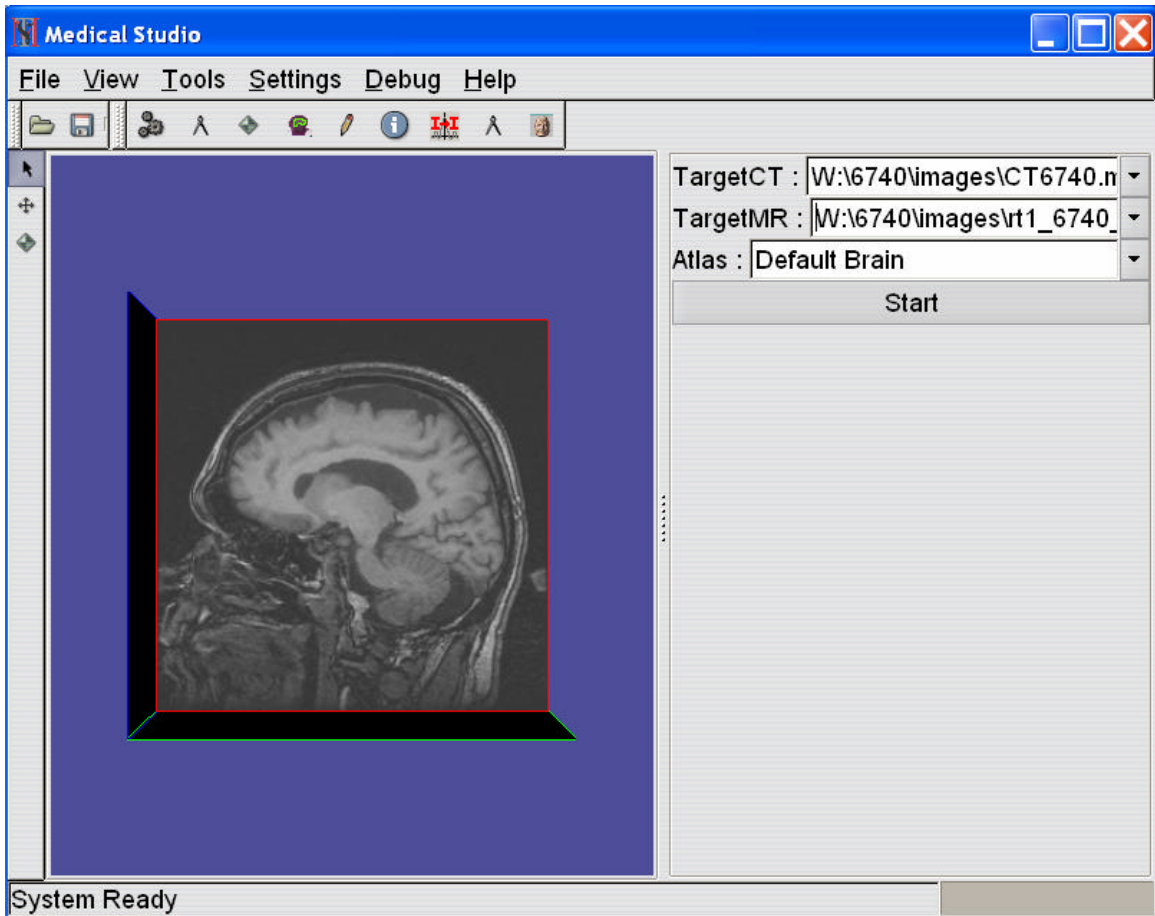 Medical Studio
File View Tools Settings Debug Help
TargetCT : W:\6740\images\CT6740.m
TargetMR : W:\6740\images\rt1_6740_
Atlas : Default Brain
Start
System Ready